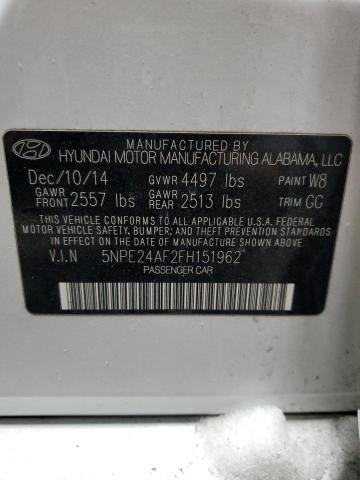 MANUFACTURED BY
HYUNDAI MOTOR MANUFACTURING ALABAMA, LLC
Dec/10/14 GVWR 4497 lbs PAINT W8
GAWR FRONT 2557 lbs GAWR REAR 2513 lbs TRIM GG
THIS VEHICLE CONFORMS TO ALL APPLICABLE U.S.A. FEDERAL
MOTOR VEHICLE SAFETY, BUMPER, AND THEFT PREVENTION STANDARDS
IN EFFECT ON THE DATE OF MANUFACTURE SHOWN ABOVE.
V.I.N 5NPE24AF2FH151962
PASSENGER CAR